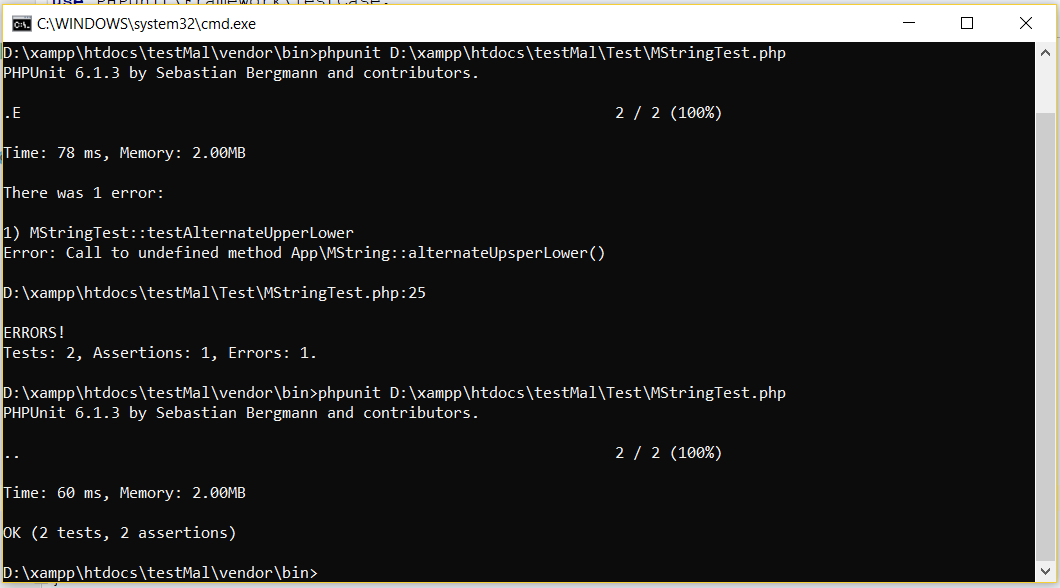 use PHPUnit\Framework\TestCase.
C:\WINDOWS\system32\cmd.exe
D:\xampp\htdocs\testMal\vendor\bin>phpunit D:\xampp\htdocs\testMal\Test\MStringTest.php
PHPUnit 6.1.3 by Sebastian Bergmann and contributors.
.E 2 / 2 (100%)
Time: 78 ms, Memory: 2.00MB
There was 1 error:
1) MStringTest::testAlternateUpperLower
Error: Call to undefined method App\MString::alternateUpsperLower()
D:\xampp\htdocs\testMal\Test\MStringTest.php:25
ERRORS!
Tests: 2, Assertions: 1, Errors: 1.
D:\xampp\htdocs\testMal\vendor\bin>phpunit D:\xampp\htdocs\testMal\Test\MStringTest.php
PHPUnit 6.1.3 by Sebastian Bergmann and contributors.
.. 2 / 2 (100%)
Time: 60 ms, Memory: 2.00MB
OK (2 tests, 2 assertions)
D:\xampp\htdocs\testMal\vendor\bin>